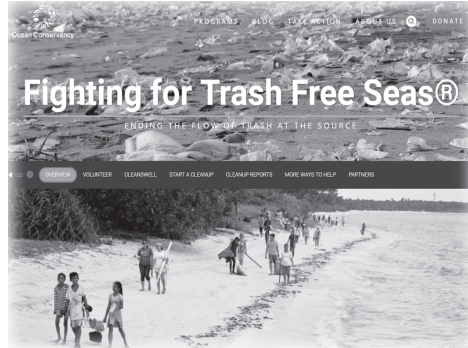 Ocean Conservancy
PROGRAMS BLOG TAKE ACTION ABOUT US DONATE
Fighting for Trash Free Seas®
ENDING THE FLOW OF TRASH AT THE SOURCE
OVERVIEW VOLUNTEER CLEANSWELL START A CLEANUP CLEANUP REPORTS MORE WAYS TO HELP PARTNERS